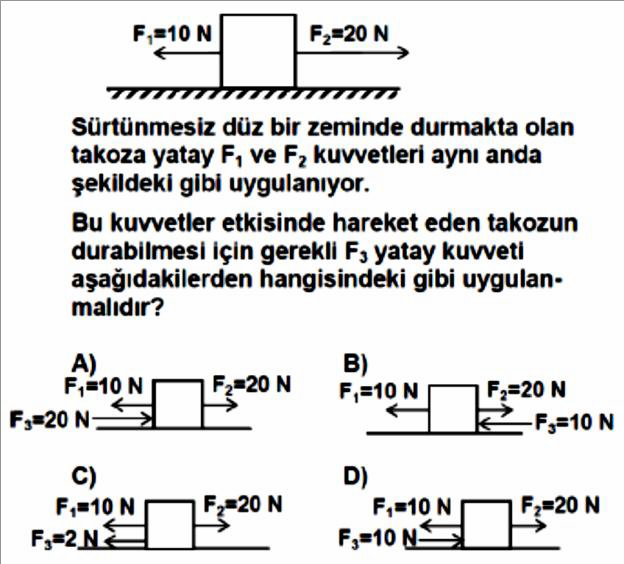 F₁=10 N F₂=20 N
Sürtünmesiz düz bir zeminde durmakta olan
takoza yatay F₁ ve F₂ kuvvetleri aynı anda
şekildeki gibi uygulanıyor.
Bu kuvvetler etkisinde hareket eden takozun
durabilmesi için gerekli F₃ yatay kuvveti
aşağıdakilerden hangisindeki gibi uygulan-
malıdır?
A)
F₁=10 N F₂=20 N
F₃=20 N
B)
F₁=10 N F₂=20 N
F₃=10 N
C)
F₁=10 N F₂=20 N
F₃=2 N
D)
F₁=10 N F₂=20 N
F₃=10 N